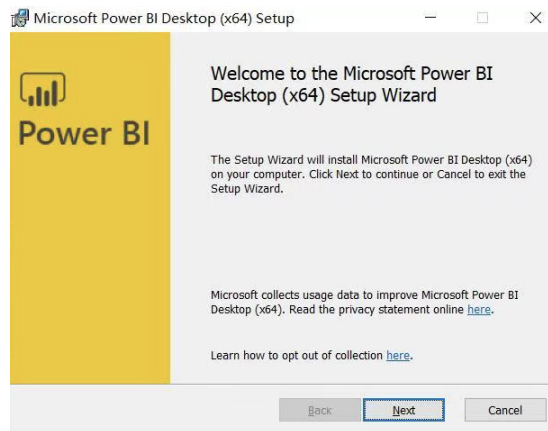 Microsoft Power BI Desktop (x64) Setup
Power BI
Welcome to the Microsoft Power BI
Desktop (x64) Setup Wizard
The Setup Wizard will install Microsoft Power BI Desktop (x64)
on your computer. Click Next to continue or Cancel to exit the
Setup Wizard.
Microsoft collects usage data to improve Microsoft Power BI
Desktop (x64). Read the privacy statement online here.
Learn how to opt out of collection here.
Back
Next
Cancel